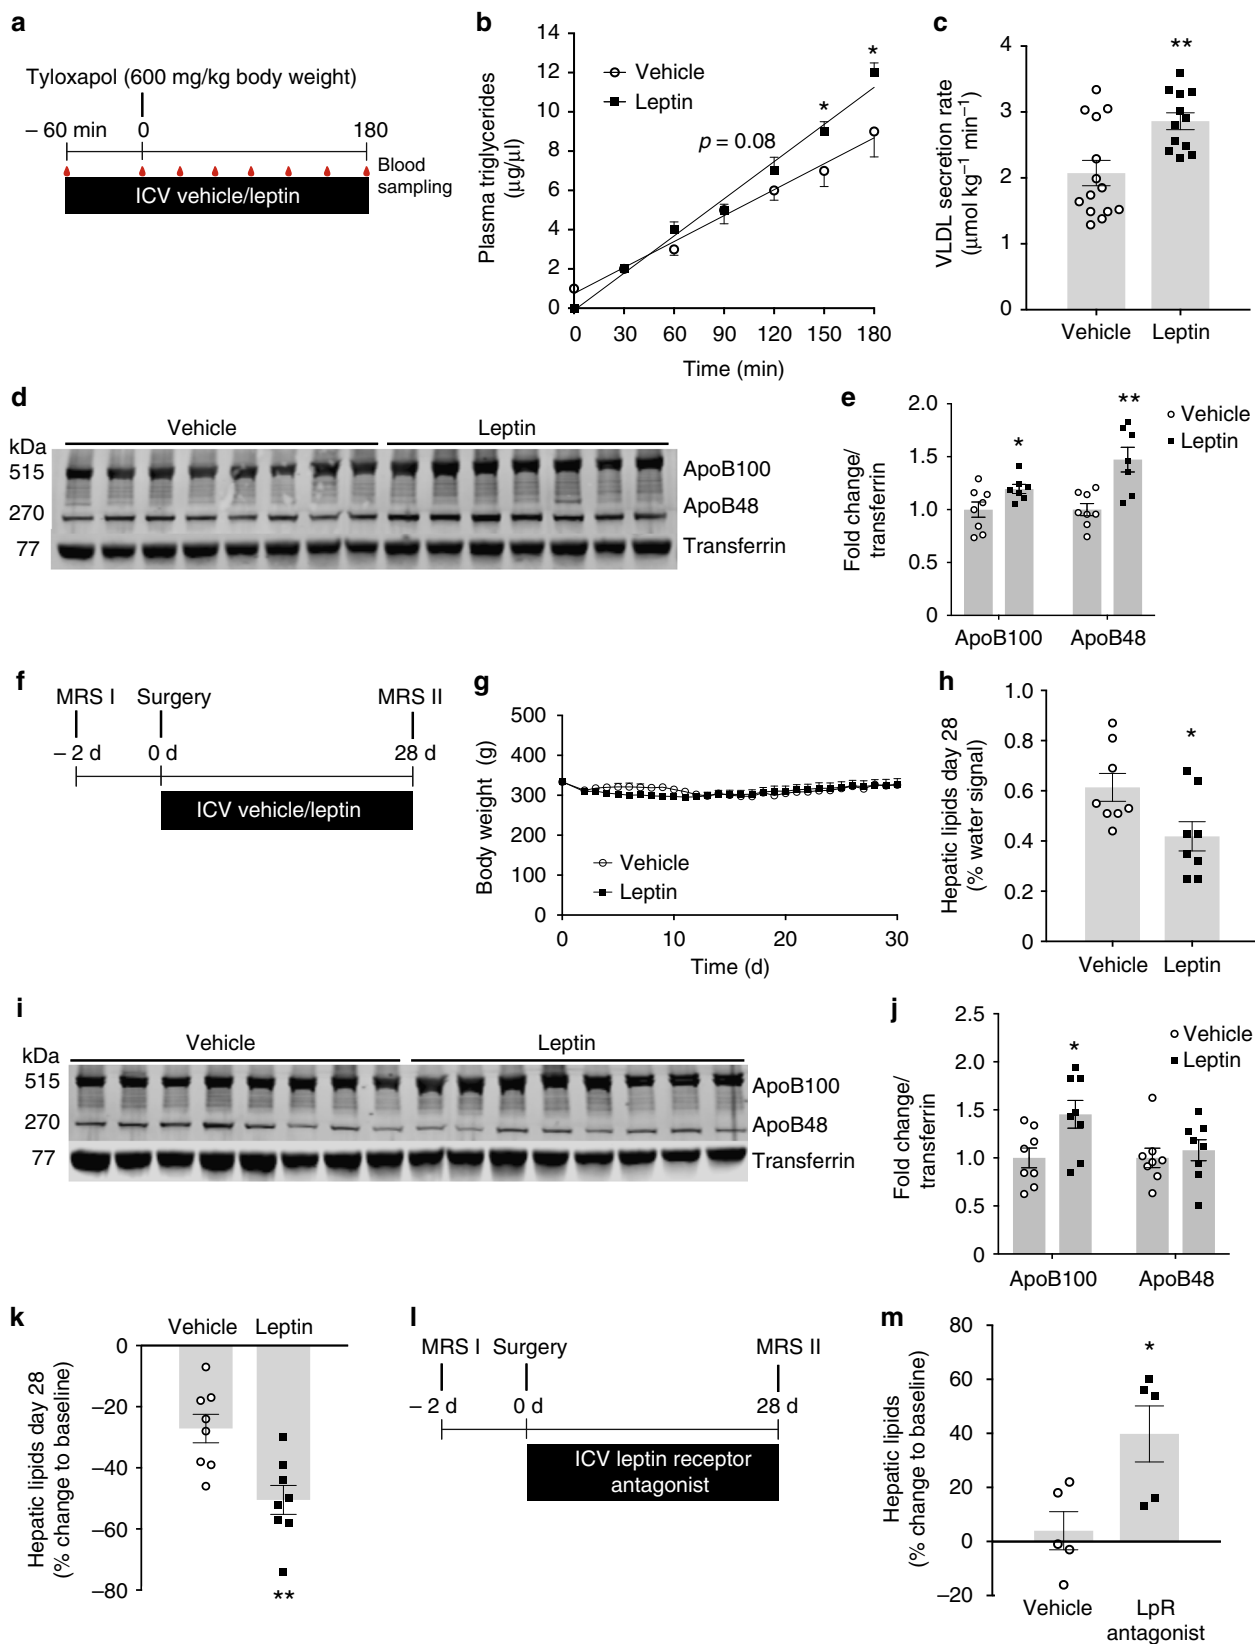 a
Tyloxapol (600 mg/kg body weight)
– 60 min 0 180
Blood
sampling
ICV vehicle/leptin
b
Plasma triglycerides
(μg/μl)
14
12
10
8
6
4
2
0
Vehicle
Leptin
p = 0.08
*
*
0 30 60 90 120 150 180
Time (min)
c
VLDL secretion rate
(μmol kg⁻¹ min⁻¹)
4
3
2
1
0
**
Vehicle Leptin
d
Vehicle Leptin
kDa
515
270
77
ApoB100
ApoB48
Transferrin
e
Fold change/
transferrin
2.0
1.5
1.0
0.5
0
*
**
Vehicle
Leptin
ApoB100 ApoB48
f
MRS I Surgery MRS II
– 2 d 0 d 28 d
ICV vehicle/leptin
g
Body weight (g)
500
400
300
200
100
0
Vehicle
Leptin
0 10 20 30
Time (d)
h
Hepatic lipids day 28
(% water signal)
1.0
0.8
0.6
0.4
0.2
0
*
Vehicle Leptin
i
Vehicle Leptin
kDa
515
270
77
ApoB100
ApoB48
Transferrin
j
Fold change/
transferrin
2.5
2.0
1.5
1.0
0.5
0
*
Vehicle
Leptin
ApoB100 ApoB48
k
Vehicle Leptin
Hepatic lipids day 28
(% change to baseline)
0
–20
–40
–60
–80
**
l
MRS I Surgery MRS II
– 2 d 0 d 28 d
ICV leptin receptor
antagonist
m
Hepatic lipids
(% change to baseline)
80
60
40
20
0
–20
*
Vehicle LpR
antagonist